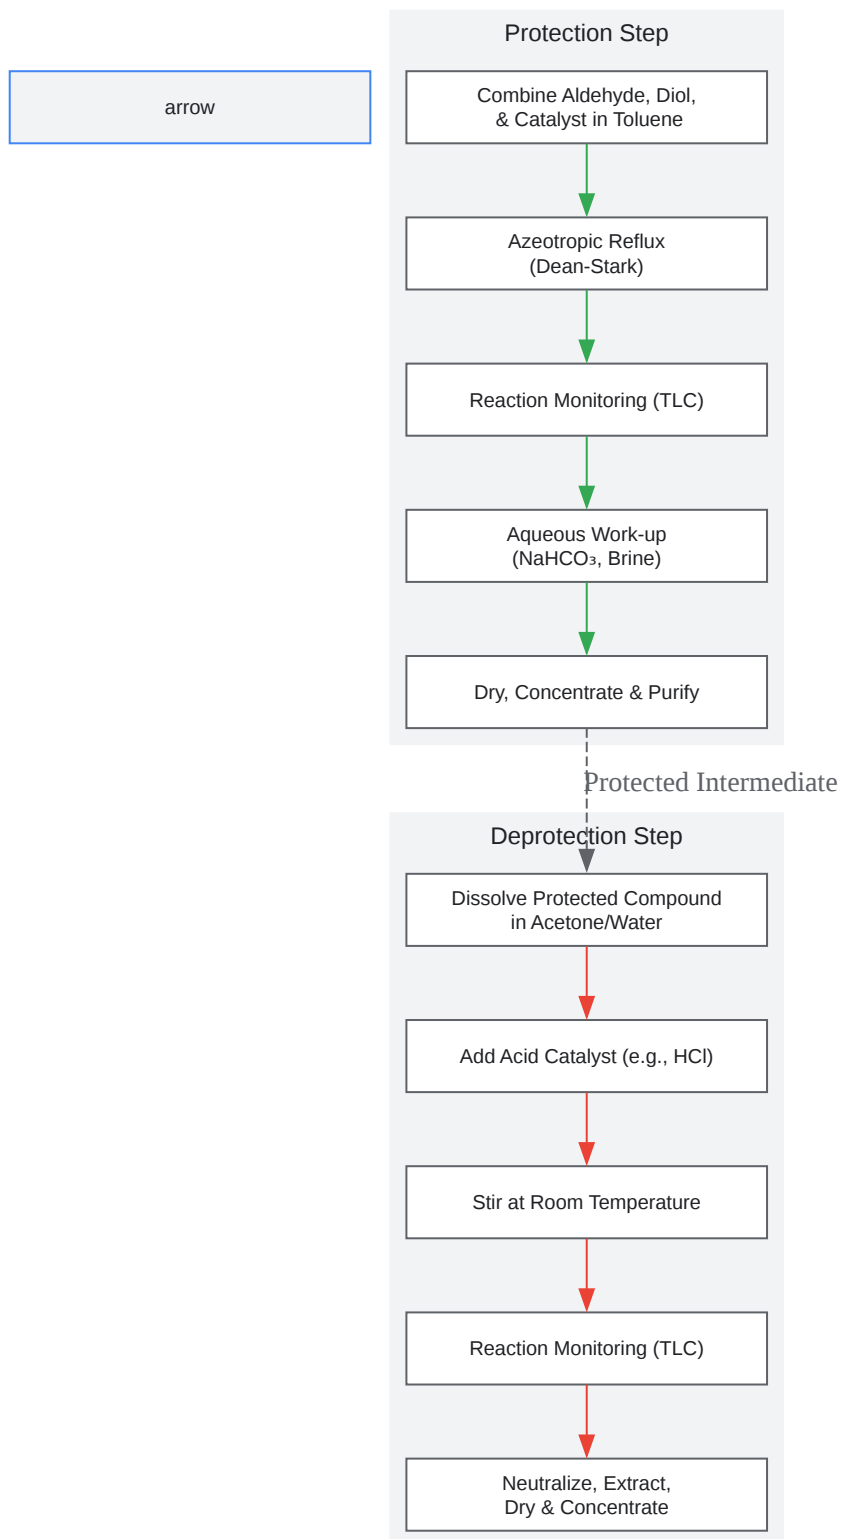 Protection Step
arrow
Combine Aldehyde, Diol,
& Catalyst in Toluene
Azeotropic Reflux
(Dean-Stark)
Reaction Monitoring (TLC)
Aqueous Work-up
(NaHCO₃, Brine)
Dry, Concentrate & Purify
Protected Intermediate
Deprotection Step
Dissolve Protected Compound
in Acetone/Water
Add Acid Catalyst (e.g., HCl)
Stir at Room Temperature
Reaction Monitoring (TLC)
Neutralize, Extract,
Dry & Concentrate